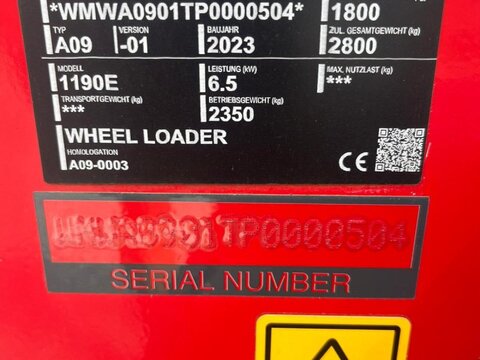 *WMWA0901TP0000504* 1800
TYP VERSION BAUJAHR ZUL. GESAMTGEWICHT (kg)
A09 -01 2023 2800
MODELL LEISTUNG (kW) MAX. NUTZLAST (kg)
1190E 6.5 ***
TRANSPORTGEWICHT (kg) BETRIEBSGEWICHT (kg)
*** 2350
WHEEL LOADER
HOMOLOGATION
A09-0003 CE
WMWA0901TP0000504
SERIAL NUMBER